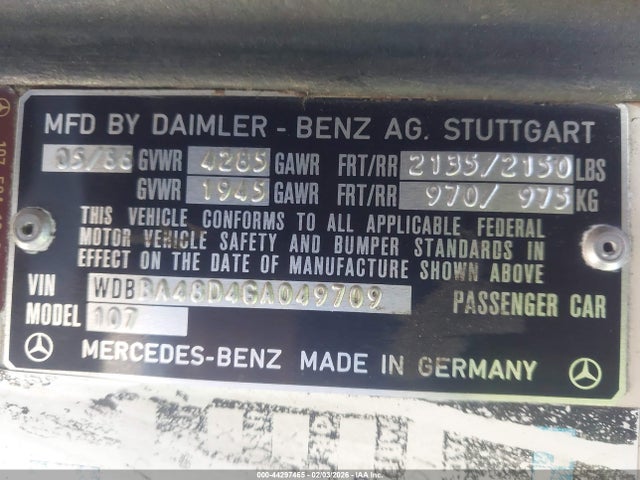 MFD BY DAIMLER - BENZ AG. STUTTGART
05/86 GVWR 4285 GAWR FRT/RR 2135/2150 LBS
GVWR 1945 GAWR FRT/RR 970/ 975 KG
THIS VEHICLE CONFORMS TO ALL APPLICABLE FEDERAL
MOTOR VEHICLE SAFETY AND BUMPER STANDARDS IN
EFFECT ON THE DATE OF MANUFACTURE SHOWN ABOVE
VIN WDBBA48D4GA049709 PASSENGER CAR
MODEL 107
MERCEDES-BENZ MADE IN GERMANY
000-44297465 - 02/03/2026 - IAA Inc.